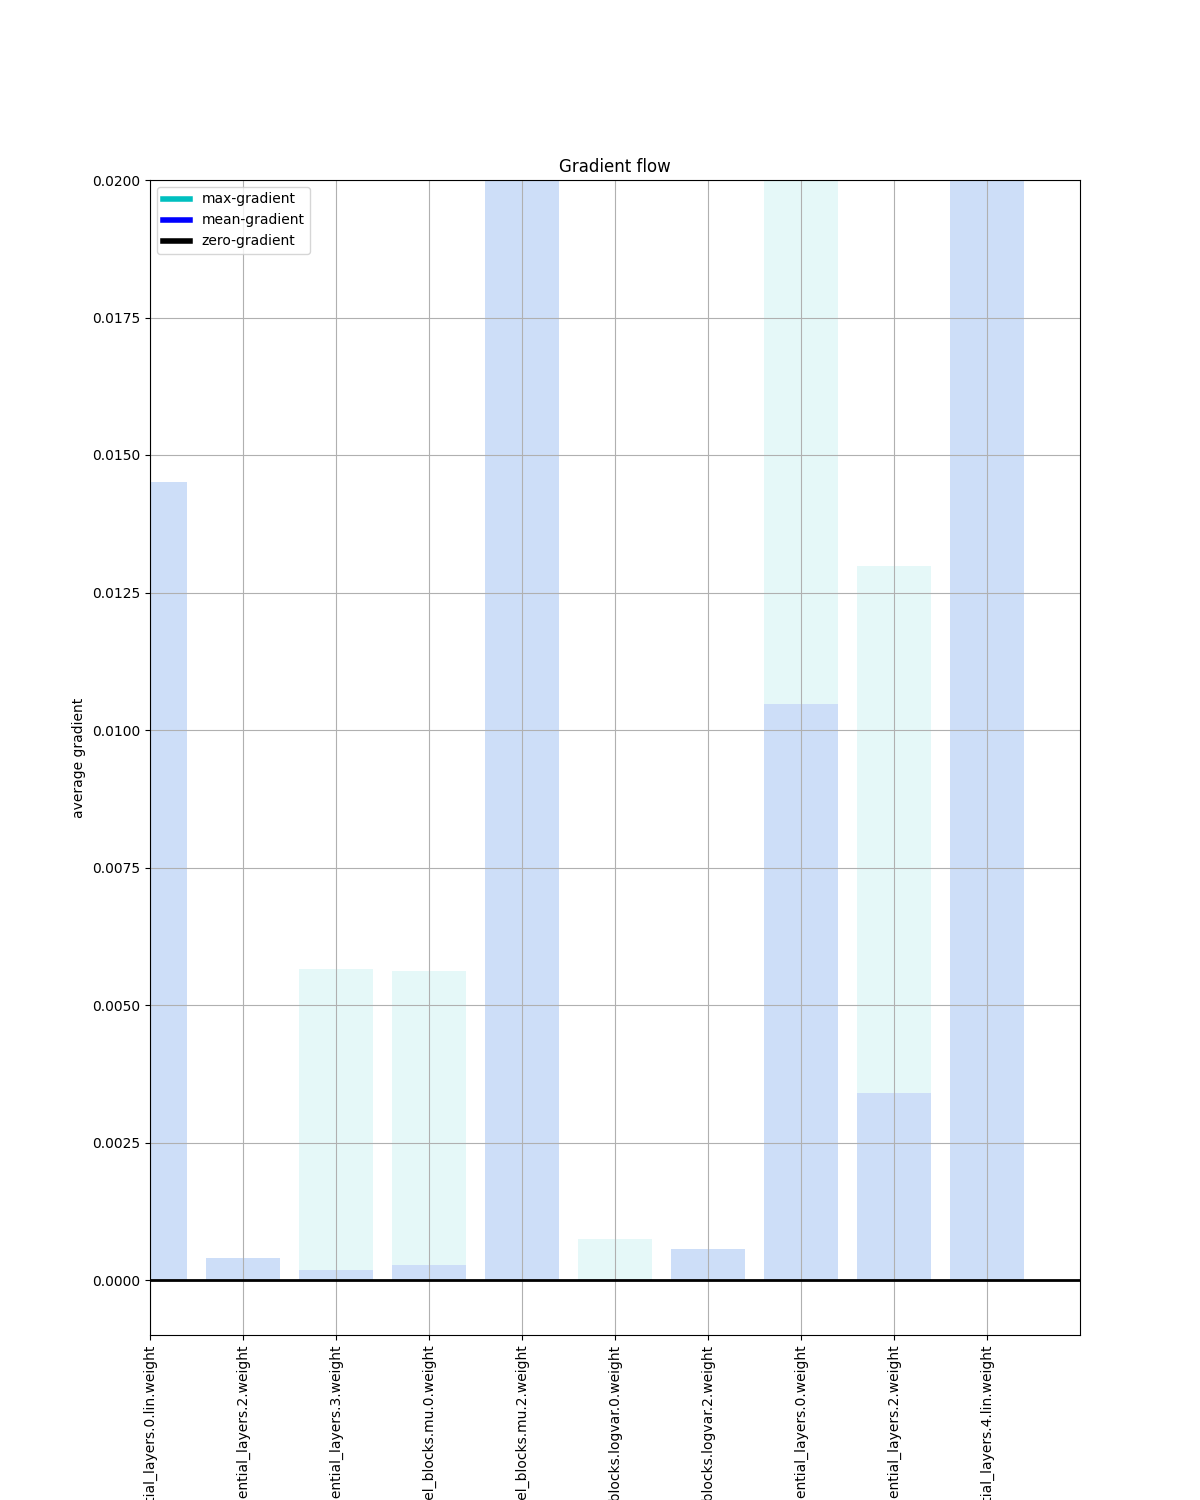 Gradient flow
max-gradient
mean-gradient
zero-gradient
average gradient
0.0200
0.0175
0.0150
0.0125
0.0100
0.0075
0.0050
0.0025
0.0000
tial_layers.0.lin.weight
ential_layers.2.weight
ential_layers.3.weight
el_blocks.mu.0.weight
el_blocks.mu.2.weight
blocks.logvar.0.weight
blocks.logvar.2.weight
ential_layers.0.weight
ential_layers.2.weight
tial_layers.4.lin.weight